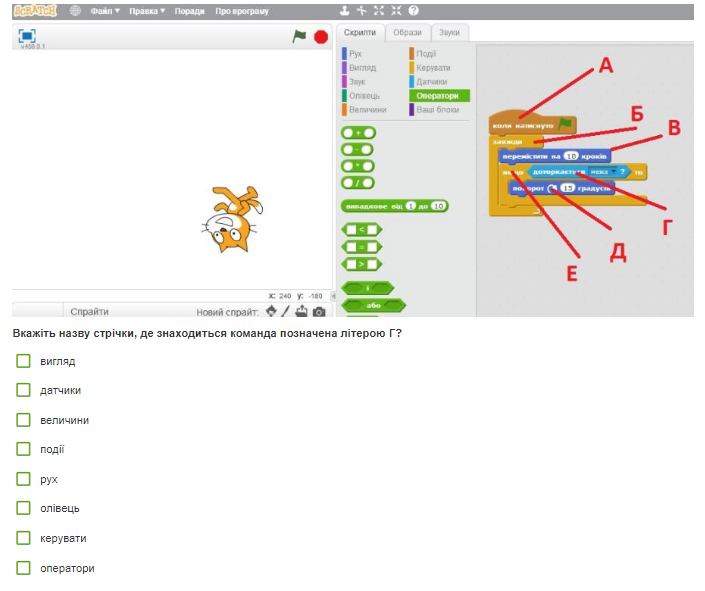 SCRATCH Файл Правка Поради Про програму
v458.0.1
Скрипти Образи Звуки
Рух Події
Вигляд Керувати
Звук Датчики
Олівець Оператори
Величини Ваші блоки
+
-
*
/
випадкове від 1 до 10
<
=
>
і
або
коли натиснуто
завжди
перемістити на 10 кроків
якщо доторкається межа ? то
поворот 15 градусів
А
Б
В
Г
Д
Е
x: 240 y: -180
Спрайти Новий спрайт:
Вкажіть назву стрічки, де знаходиться команда позначена літерою Г?
вигляд
датчики
величини
події
рух
олівець
керувати
оператори